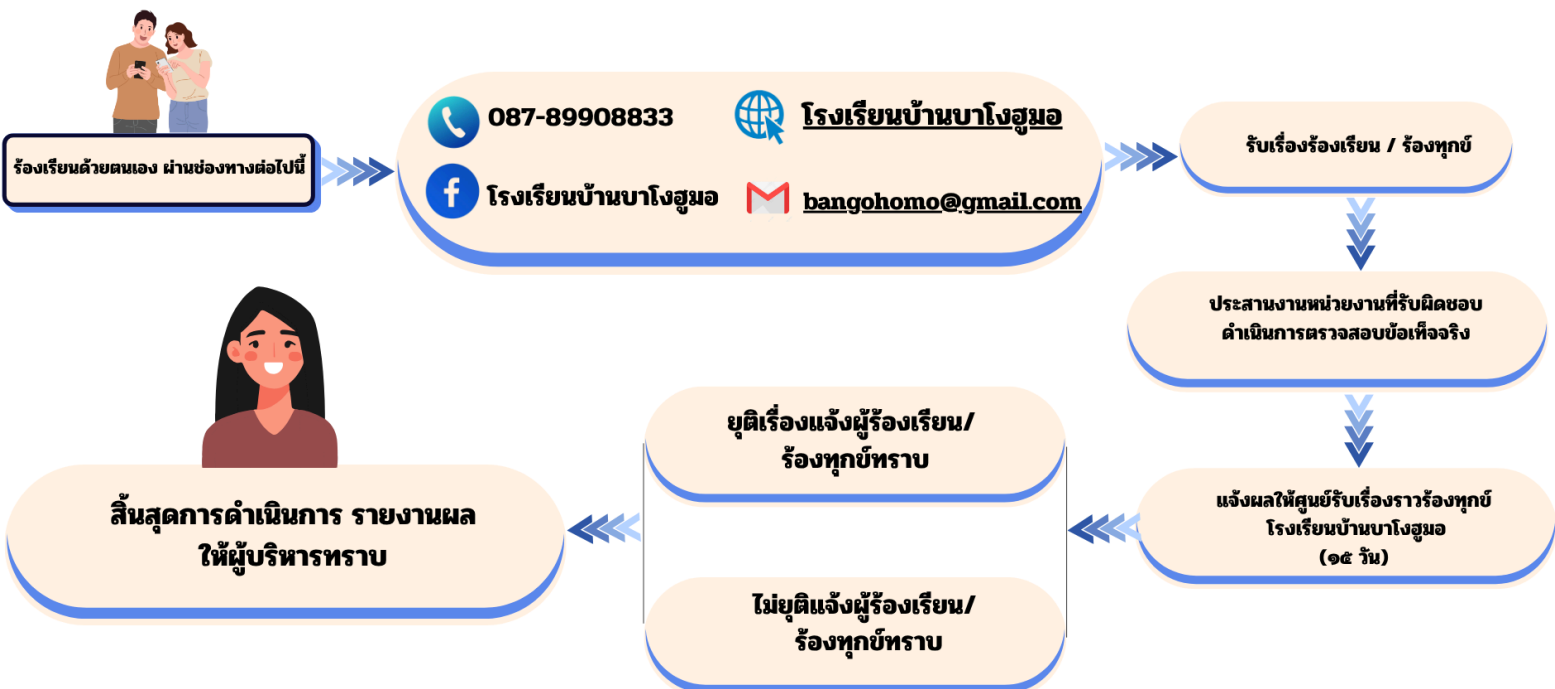 ร้องเรียนด้วยตนเอง ผ่านช่องทางต่อไปนี้
087-89908833
โรงเรียนบ้านบาโงฮูมอ
โรงเรียนบ้านบาโงฮูมอ
bangohomo@gmail.com
รับเรื่องร้องเรียน / ร้องทุกข์
ประสานงานหน่วยงานที่รับผิดชอบ
ดำเนินการตรวจสอบข้อเท็จจริง
แจ้งผลให้ศูนย์รับเรื่องราวร้องทุกข์
โรงเรียนบ้านบาโงฮูมอ
(๑๕ วัน)
ยุติเรื่องแจ้งผู้ร้องเรียน/
ร้องทุกข์ทราบ
ไม่ยุติแจ้งผู้ร้องเรียน/
ร้องทุกข์ทราบ
สิ้นสุดการดำเนินการ รายงานผล
ให้ผู้บริหารทราบ